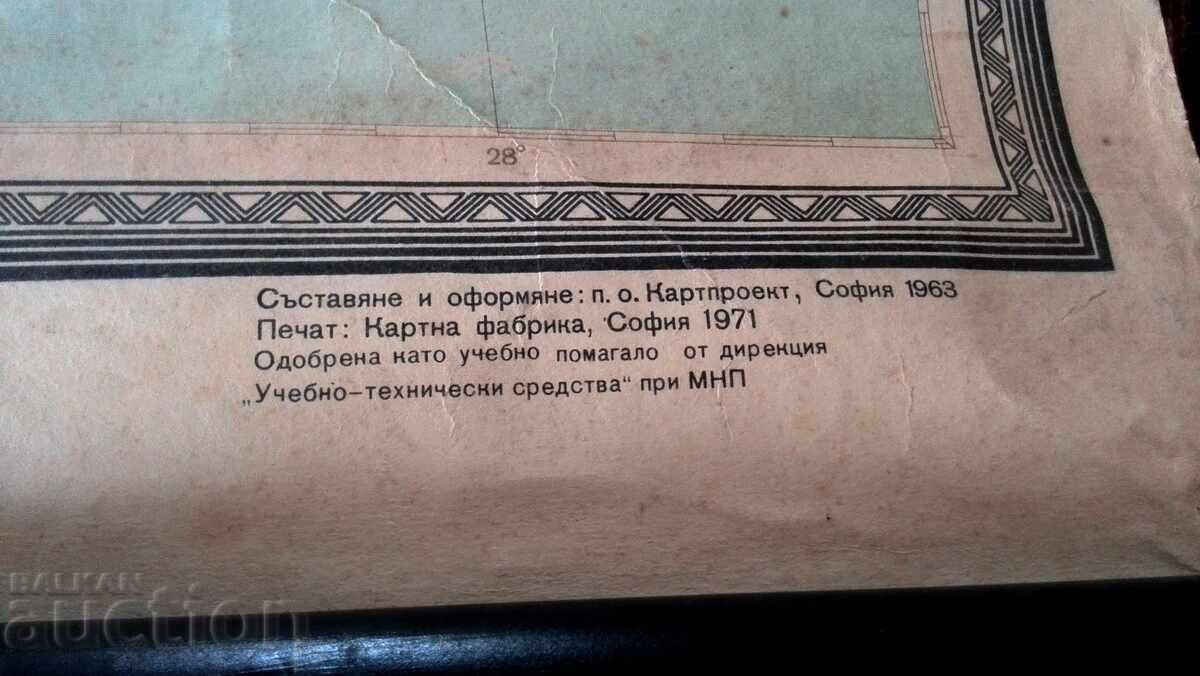 28°
Съставяне и оформяне: п. о. Картпроект, София 1963
Печат: Картна фабрика, София 1971
Одобрена като учебно помагало от дирекция
„Учебно-технически средства“ при МНП
BALKAN
auction